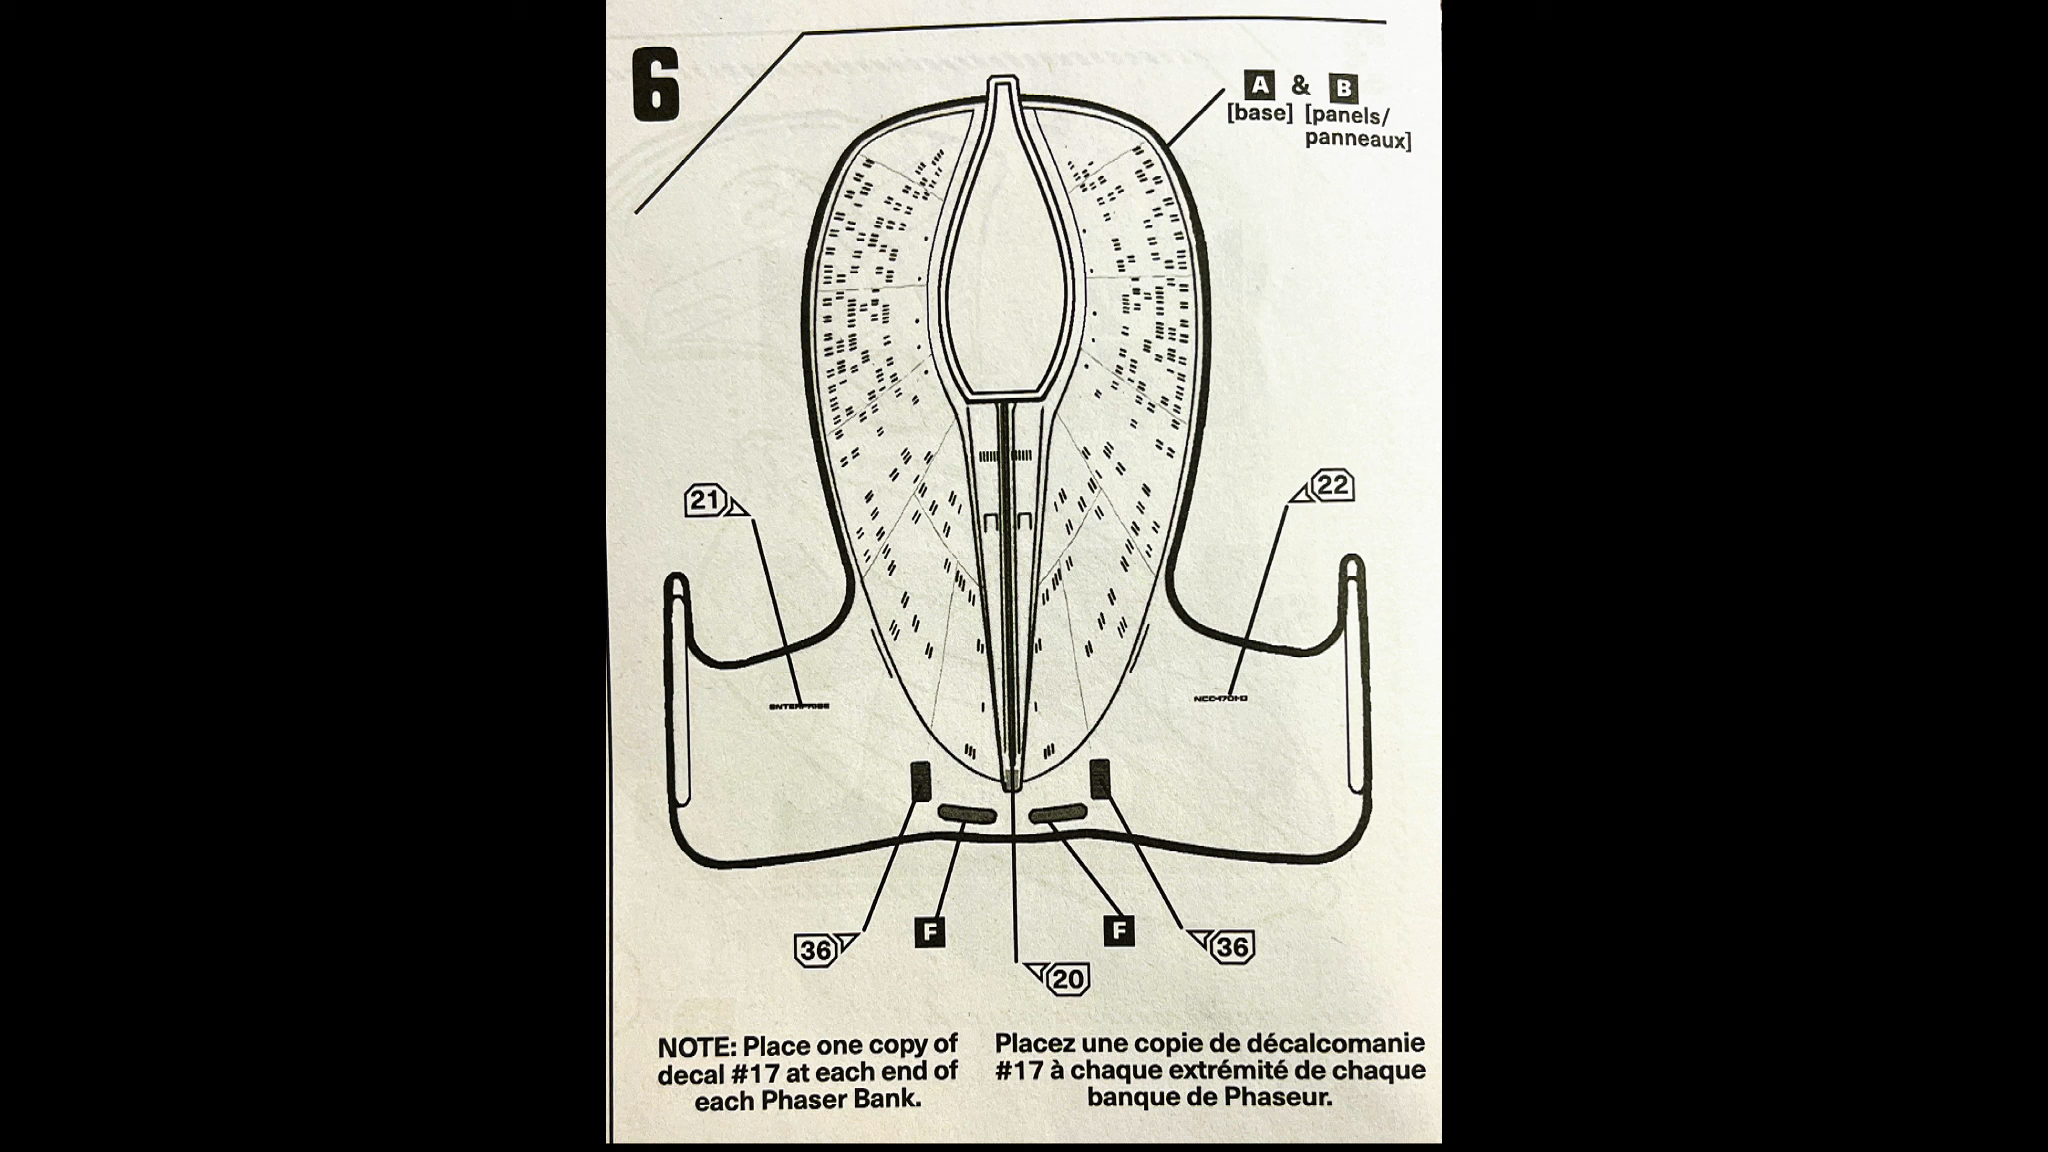 6
A & B
[base] [panels/
panneaux]
21
22
ENTERPRISE
NCC-1701-D
36
F
F
36
20
NOTE: Place one copy of
decal #17 at each end of
each Phaser Bank.
Placez une copie de décalcomanie
#17 à chaque extrémité de chaque
banque de Phaseur.